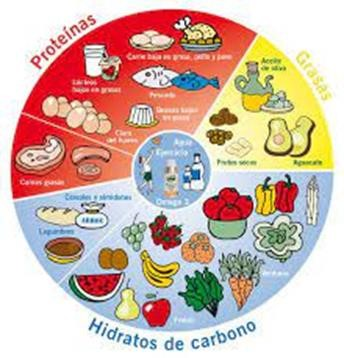 Proteínas
Carne baja en grasa, pollo y pavo
Lácteos
bajos en grasas
Pescado
Quesos bajos
en grasa
Clara
del huevo
Carnes grasas
Grasas
Aceite
de oliva
Frutos secos
Aguacate
Agua
Ejercicio
Omega 3
Cereales y almidones
Legumbres
Verduras
Frutas
Hidratos de carbono